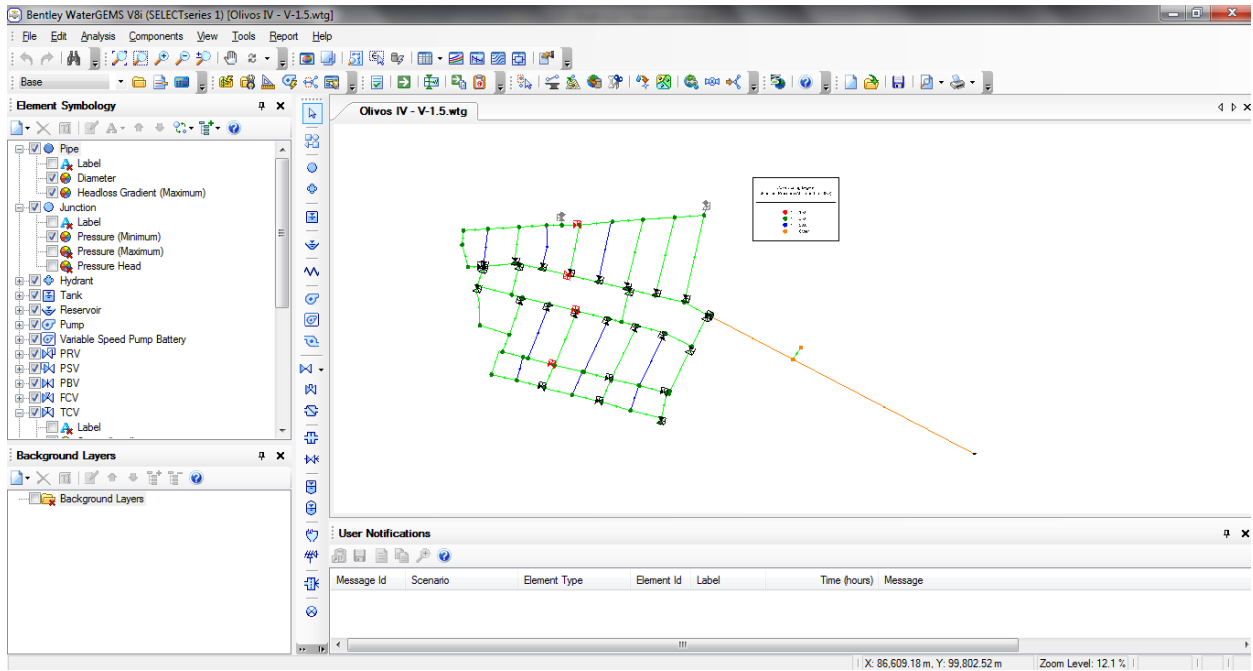 Bentley WaterGEMS V8i (SELECTseries 1) [Olivos IV - V-1.5.wtg]
File Edit Analysis Components View Tools Report Help
Base
Element Symbology
Pipe
Label
Diameter
Headloss Gradient (Maximum)
Junction
Label
Pressure (Minimum)
Pressure (Maximum)
Pressure Head
Hydrant
Tank
Reservoir
Pump
Variable Speed Pump Battery
PRV
PSV
PBV
FCV
TCV
Label
Background Layers
Background Layers
Olivos IV - V-1.5.wtg
User Notifications
Message Id Scenario Element Type Element Id Label Time (hours) Message
X: 86,609.18 m, Y: 99,802.52 m Zoom Level: 12.1 %